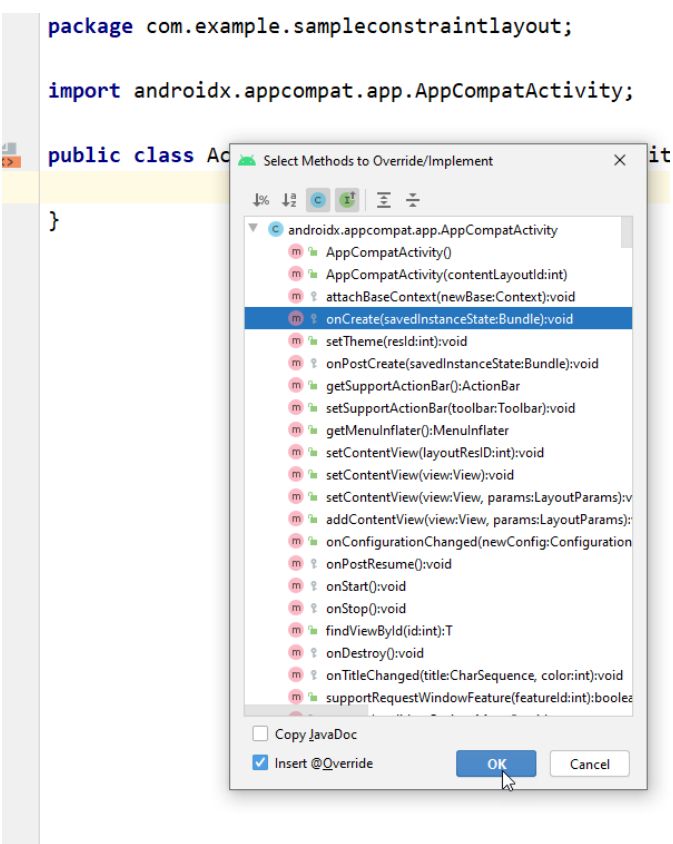 package com.example.sampleconstraintlayout;
import androidx.appcompat.app.AppCompatActivity;
public class Ac
it
}
Select Methods to Override/Implement
androidx.appcompat.app.AppCompatActivity
AppCompatActivity()
AppCompatActivity(contentLayoutId:int)
attachBaseContext(newBase:Context):void
onCreate(savedInstanceState:Bundle):void
setTheme(resId:int):void
onPostCreate(savedInstanceState:Bundle):void
getSupportActionBar():ActionBar
setSupportActionBar(toolbar:Toolbar):void
getMenuInflater():MenuInflater
setContentView(layoutResID:int):void
setContentView(view:View):void
setContentView(view:View, params:LayoutParams):v
addContentView(view:View, params:LayoutParams):
onConfigurationChanged(newConfig:Configuration
onPostResume():void
onStart():void
onStop():void
findViewById(id:int):T
onDestroy():void
onTitleChanged(title:CharSequence, color:int):void
supportRequestWindowFeature(featureId:int):boolea
Copy JavaDoc
Insert @Override
OK
Cancel